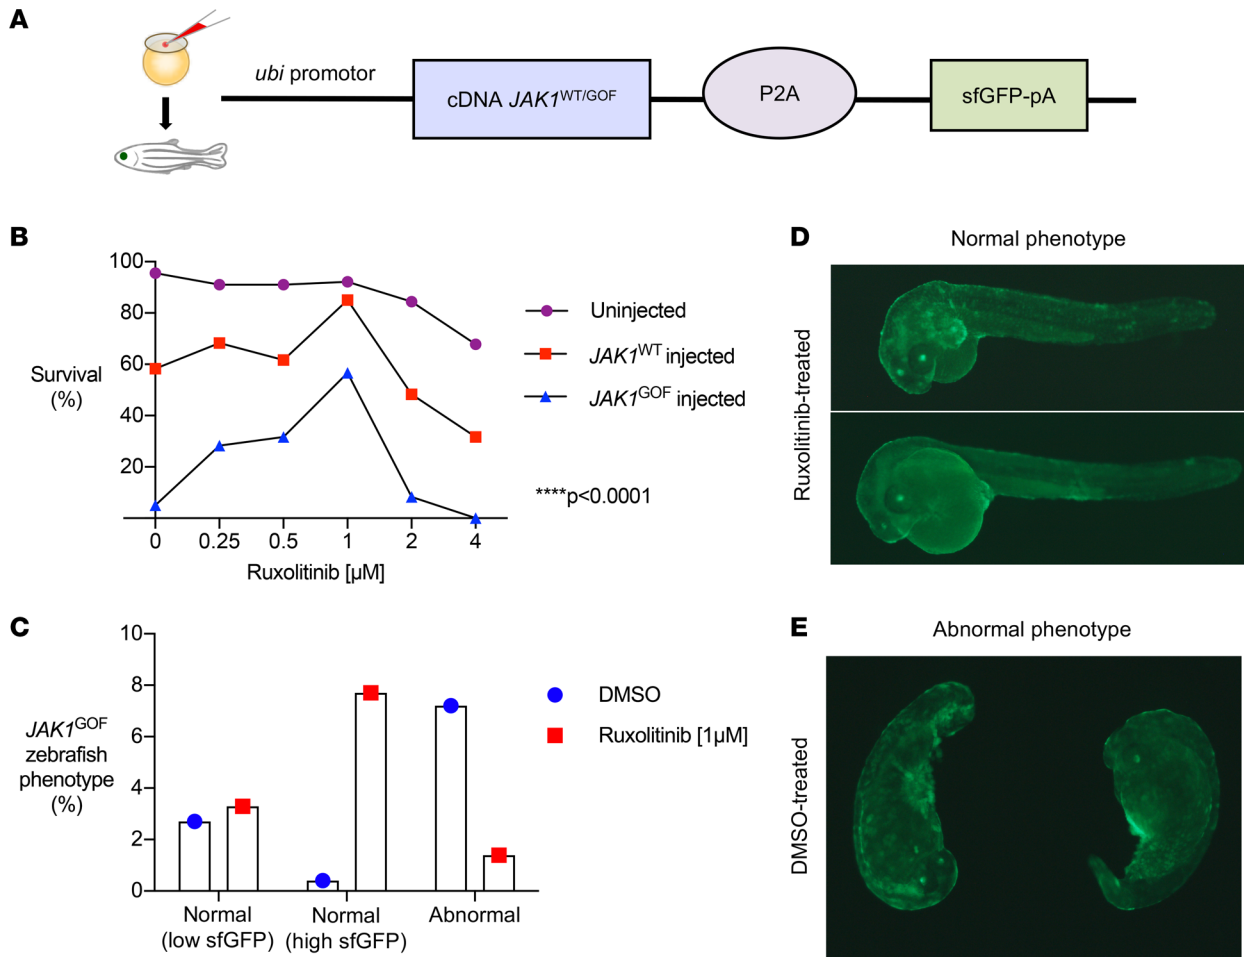 A
ubi promotor
cDNA JAK1WT/GOF
P2A
sfGFP-pA
B
100
80
60
40
20
Survival
(%)
0
0.25
0.5
1
2
4
Ruxolitinib [µM]
Uninjected
JAK1WT injected
JAK1GOF injected
****p<0.0001
C
10
8
6
4
2
0
JAK1GOF
zebrafish
phenotype
(%)
Normal
(low sfGFP)
Normal
(high sfGFP)
Abnormal
DMSO
Ruxolitinib [1µM]
D
Normal phenotype
Ruxolitinib-treated
E
Abnormal phenotype
DMSO-treated